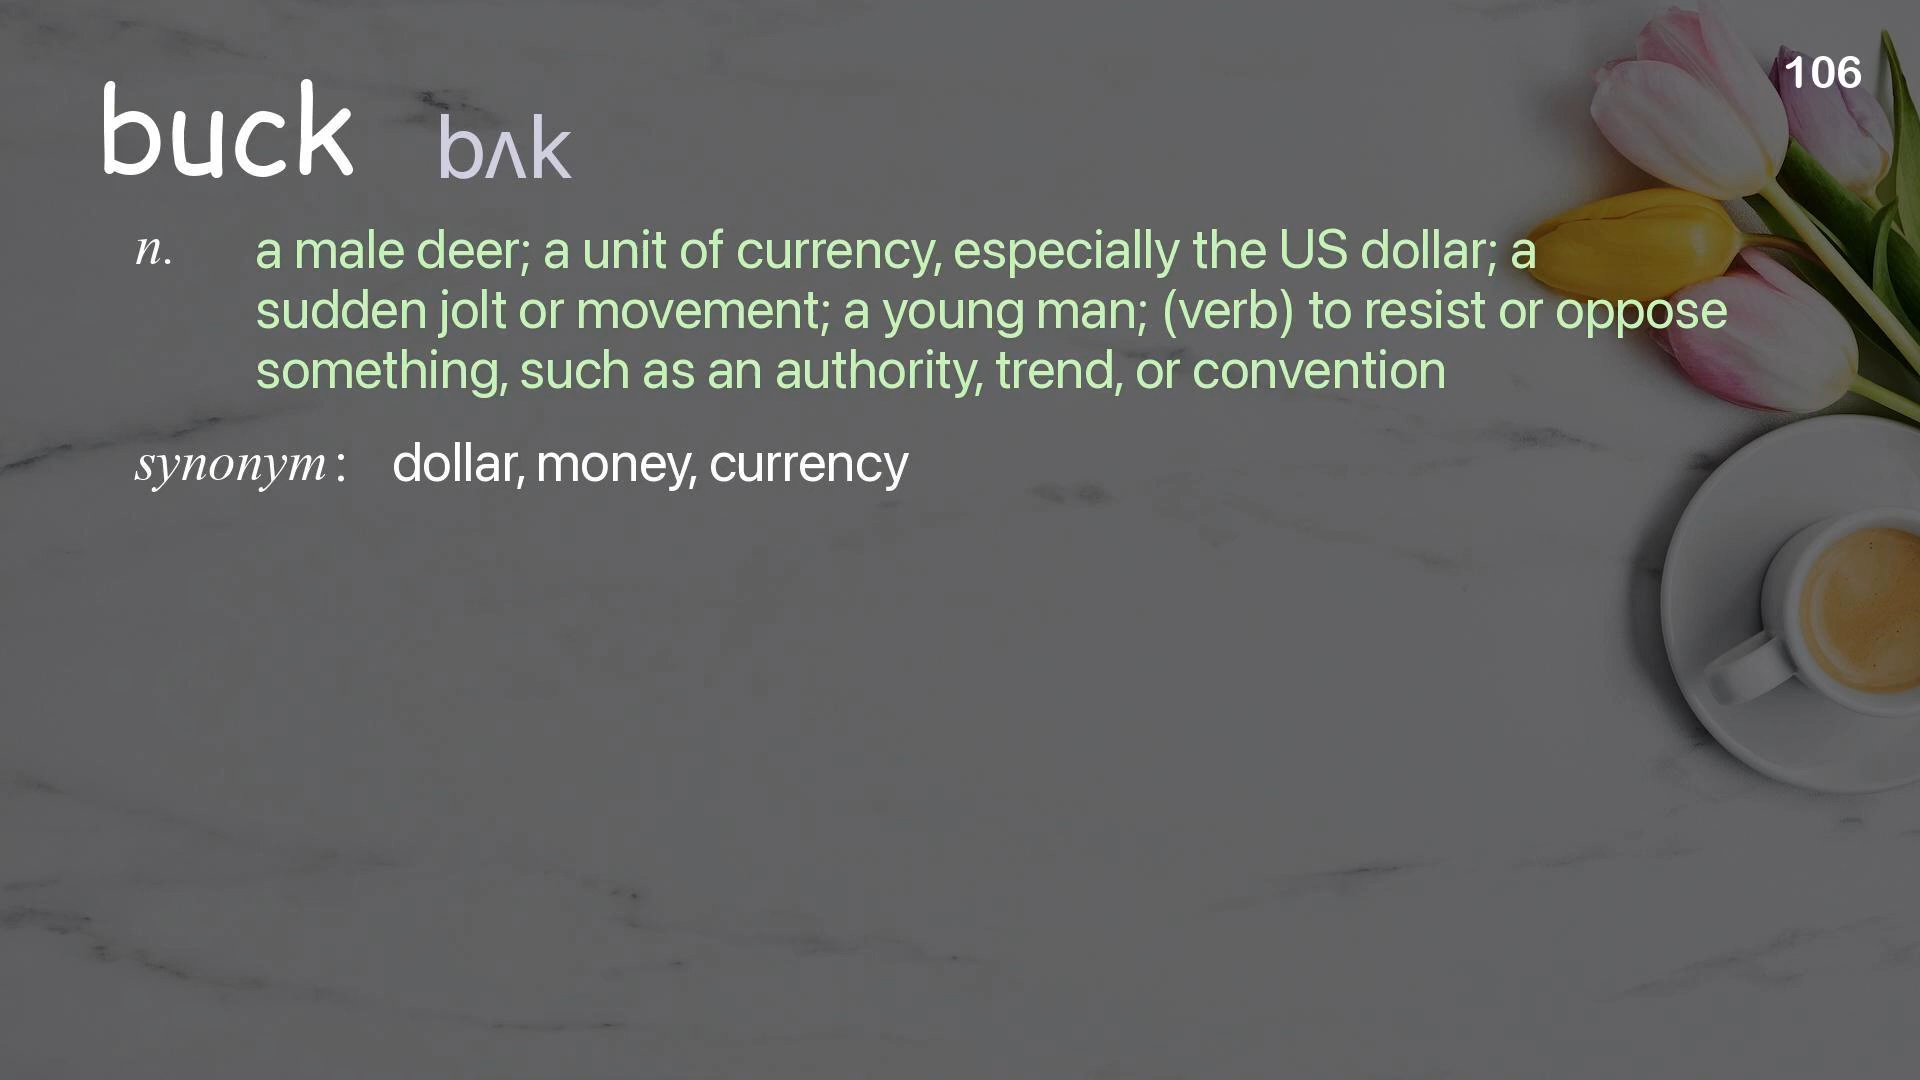 106
buck bʌk
n. a male deer; a unit of currency, especially the US dollar; a
sudden jolt or movement; a young man; (verb) to resist or oppose
something, such as an authority, trend, or convention
synonym: dollar, money, currency